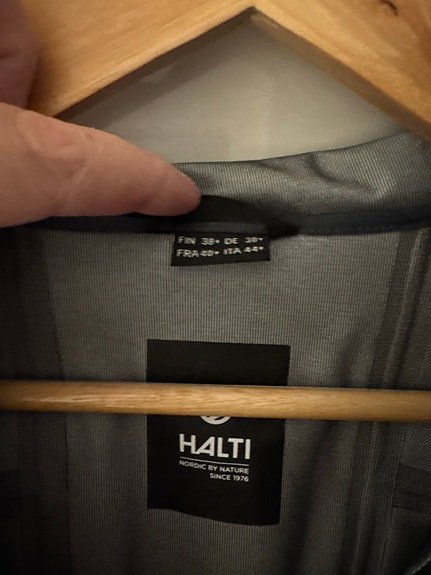 FIN 38• DE 38•
FRA 40• ITA 44•
HALTI
NORDIC BY NATURE
SINCE 1976